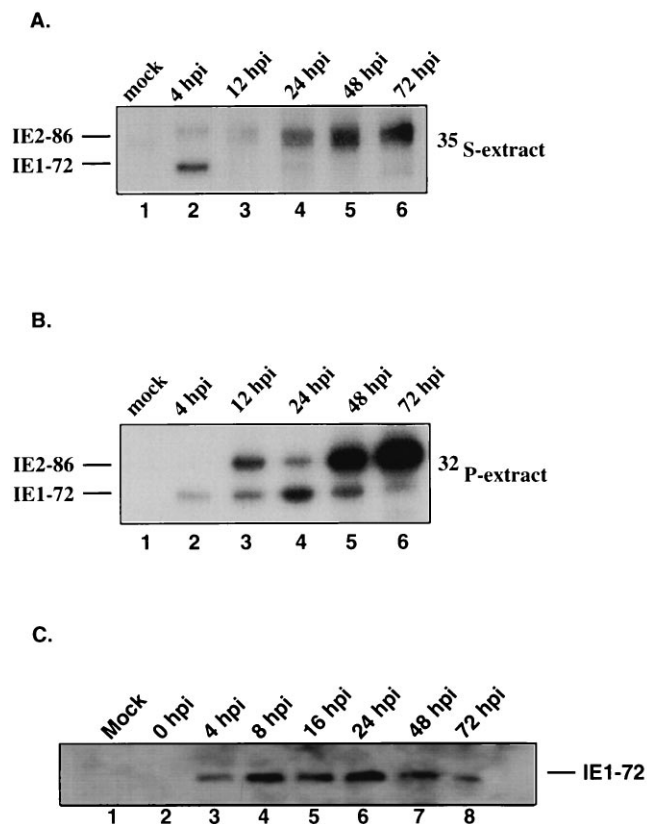 A.
mock 4 hpi 12 hpi 24 hpi 48 hpi 72 hpi
IE2-86
IE1-72
35 S-extract
1 2 3 4 5 6
B.
mock 4 hpi 12 hpi 24 hpi 48 hpi 72 hpi
IE2-86
IE1-72
32 P-extract
1 2 3 4 5 6
C.
Mock 0 hpi 4 hpi 8 hpi 16 hpi 24 hpi 48 hpi 72 hpi
IE1-72
1 2 3 4 5 6 7 8